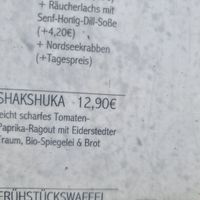 + Räucherlachs mit
Senf-Honig-Dill-Soße
(+4,20€)
+ Nordseekrabben
(+Tagespreis)
SHAKSHUKA 12,90€
leicht scharfes Tomaten-
Paprika-Ragout mit Eiderstedter
Traum, Bio-Spiegelei & Brot
FRÜHSTÜCKSWAFFEL